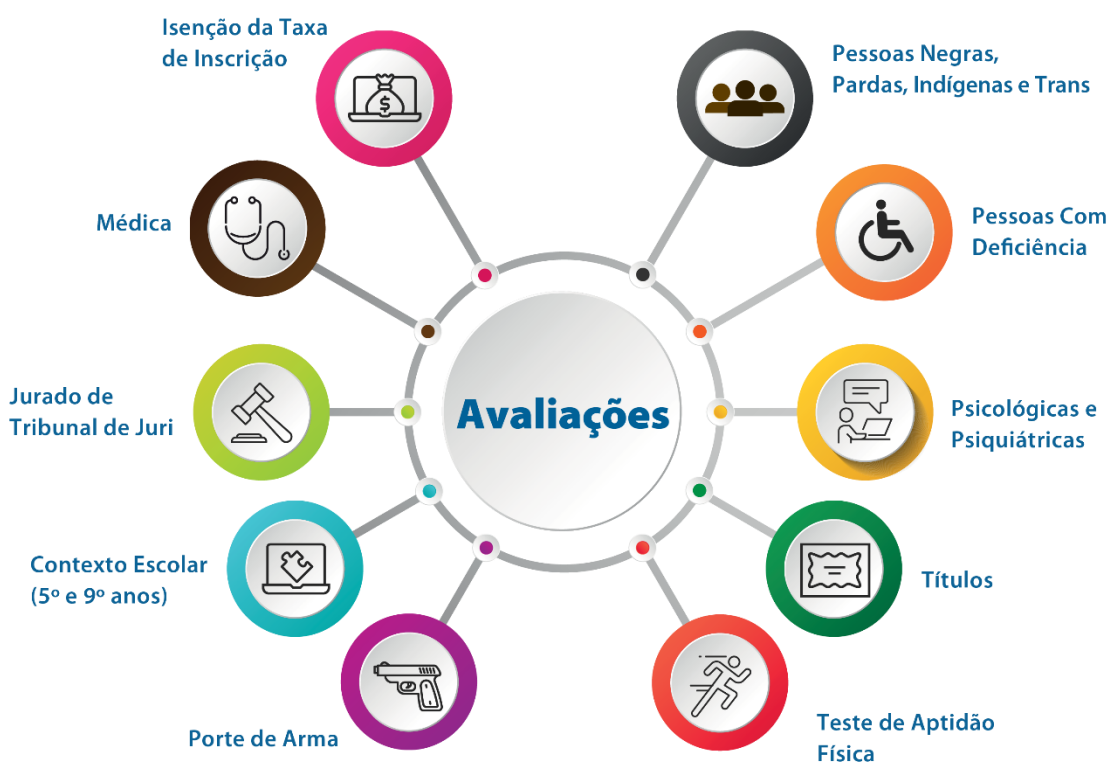 Isenção da Taxa
de Inscrição
Pessoas Negras,
Pardas, Indígenas e Trans
Médica
Pessoas Com
Deficiência
Jurado de
Tribunal de Juri
Avaliações
Psicológicas e
Psiquiátricas
Contexto Escolar
(5º e 9º anos)
Títulos
Porte de Arma
Teste de Aptidão
Física
$